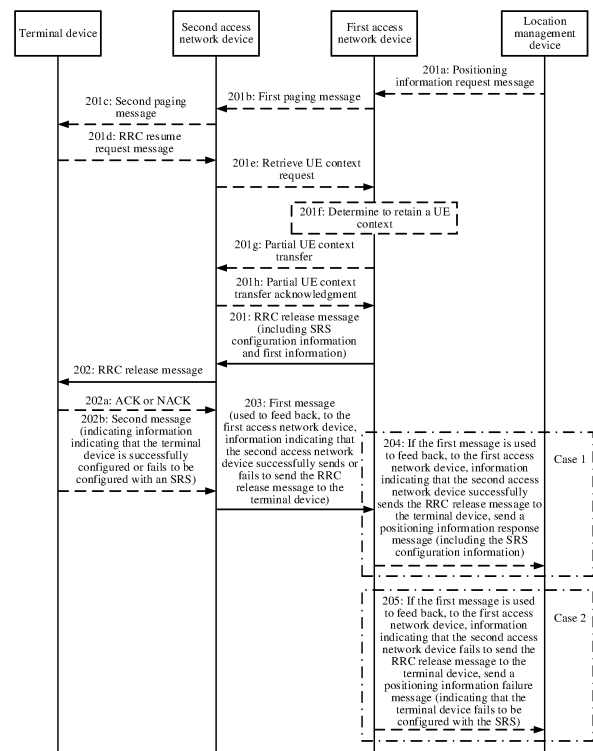 Terminal device
Second access
network device
First access
network device
Location
management
device
201a: Positioning
information request message
201b: First paging
message
201c: Second paging
message
201d: RRC resume
request message
201e: Retrieve UE context
request
201f: Determine to retain a UE
context
201g: Partial UE context
transfer
201h: Partial UE context
transfer acknowledgment
201: RRC release message
(including SRS
configuration information
and first information)
202: RRC release message
202a: ACK or NACK
202b: Second message
(indicating information
indicating that the terminal
device is successfully
configured or fails to be
configured with an SRS)
203: First message
(used to feed back, to the
first access network device,
information indicating that
the second access network
device successfully sends or
fails to send the RRC
release message to the
terminal device)
204: If the first message is used
to feed back, to the first access
network device, information
indicating that the second access
network device successfully
sends the RRC release message to
the terminal device, send a
positioning information response
message (including the SRS
configuration information)
Case 1
205: If the first message is used
to feed back, to the first access
network device, information
indicating that the second access
network device fails to send the
RRC release message to the
terminal device, send a
positioning information failure
message (indicating that the
terminal device fails to be
configured with the SRS)
Case 2